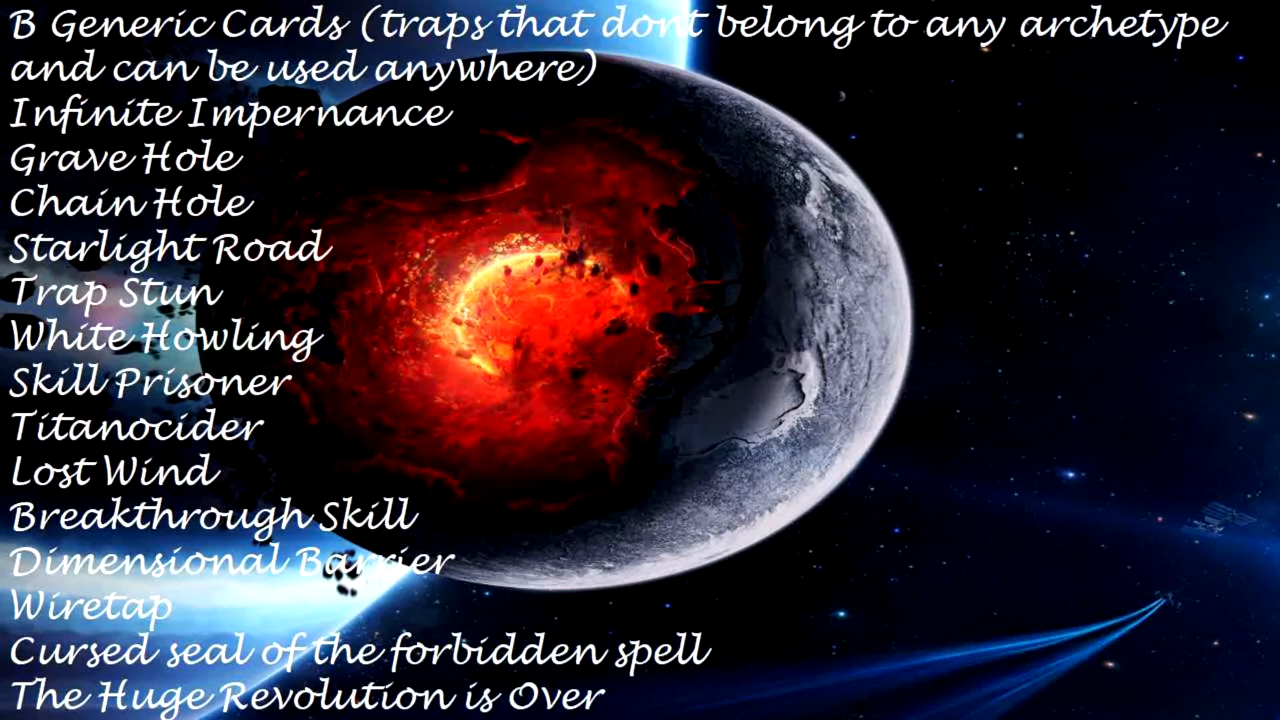 B Generic Cards (traps that dont belong to any archetype
and can be used anywhere)
Infinite Impernance
Grave Hole
Chain Hole
Starlight Road
Trap Stun
White Howling
Skill Prisoner
Titanocider
Lost Wind
Breakthrough Skill
Dimensional Barrier
Wiretap
Cursed seal of the forbidden spell
The Huge Revolution is Over